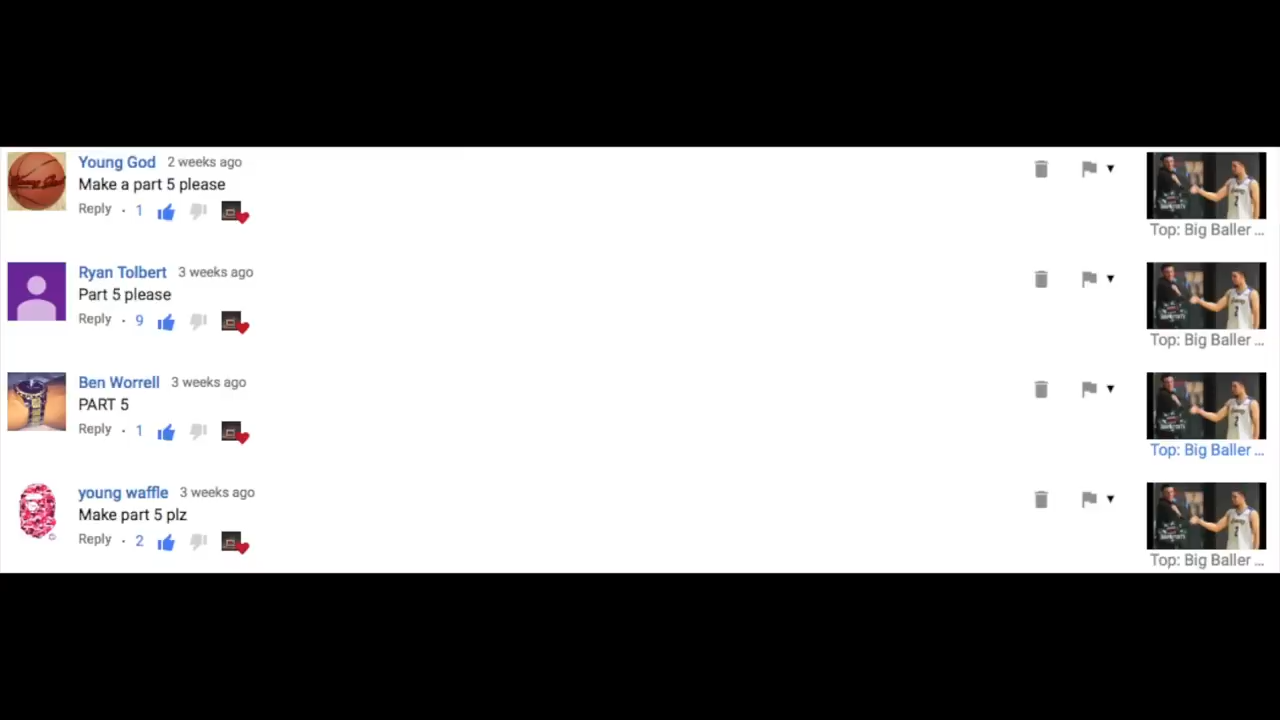 Young God 2 weeks ago
Make a part 5 please
Reply · 1
Top: Big Baller ...
Ryan Tolbert 3 weeks ago
Part 5 please
Reply · 9
Top: Big Baller ...
Ben Worrell 3 weeks ago
PART 5
Reply · 1
Top: Big Baller ...
young waffle 3 weeks ago
Make part 5 plz
Reply · 2
Top: Big Baller ...